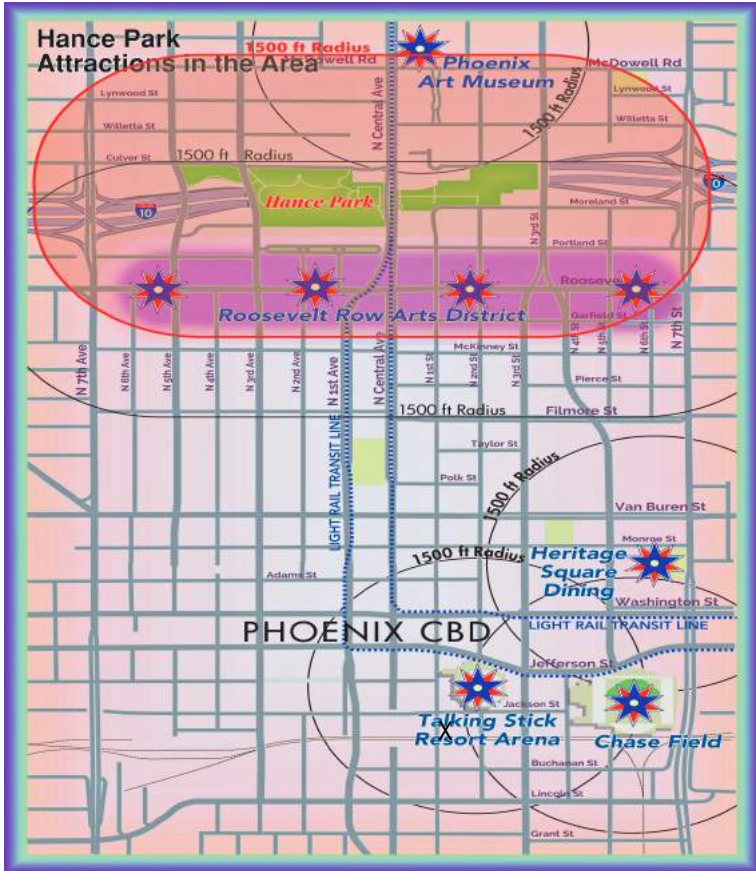 Hance Park
Attractions in the Area
1500 ft Radius
McDowell Rd
McDowell Rd
Phoenix
Art Museum
Lynwood St
Lynwood St
Willetta St
Willetta St
Culver St
1500 ft Radius
1500 ft Radius
N Central Ave
Hance Park
10
Moreland St
N 3rd St
Portland St
Roosevelt
Roosevelt Row Arts District
Garfield St
McKinney St
N 7th Ave
N 6th Ave
N 5th Ave
N 4th Ave
N 3rd Ave
N 2nd Ave
N 1st Ave
N Central Ave
N 1st St
N 2nd St
N 3rd St
N 4th St
N 5th St
N 6th St
N 7th St
Pierce St
1500 ft Radius
Filmore St
LIGHT RAIL TRANSIT LINE
Taylor St
Polk St
1500 ft Radius
Van Buren St
Monroe St
1500 ft Radius
Heritage
Square
Dining
Adams St
Washington St
PHOENIX CBD
LIGHT RAIL TRANSIT LINE
Jefferson St
Jackson St
Talking Stick
Resort Arena
X
Chase Field
Buchanan St
Lincoln St
Grant St